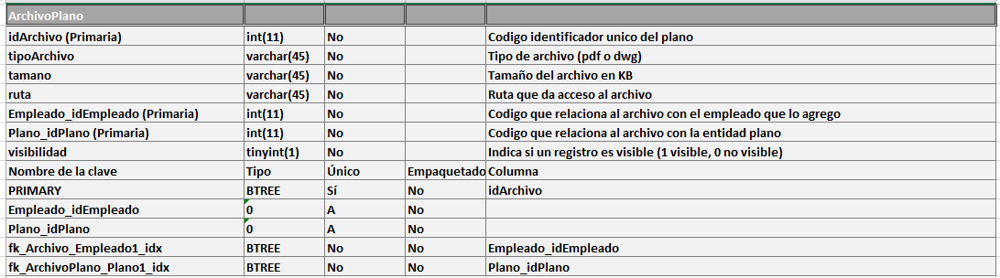 ArchivoPlano
idArchivo (Primaria) int(11) No Codigo identificador unico del plano
tipoArchivo varchar(45) No Tipo de archivo (pdf o dwg)
tamano varchar(45) No Tamaño del archivo en KB
ruta varchar(45) No Ruta que da acceso al archivo
Empleado_idEmpleado (Primaria) int(11) No Codigo que relaciona al archivo con el empleado que lo agrego
Plano_idPlano (Primaria) int(11) No Codigo que relaciona al archivo con la entidad plano
visibilidad tinyint(1) No Indica si un registro es visible (1 visible, 0 no visible)
Nombre de la clave Tipo Único Empaquetado Columna
PRIMARY BTREE Sí No idArchivo
Empleado_idEmpleado 0 A No
Plano_idPlano 0 A No
fk_Archivo_Empleado1_idx BTREE No No Empleado_idEmpleado
fk_ArchivoPlano_Plano1_idx BTREE No No Plano_idPlano